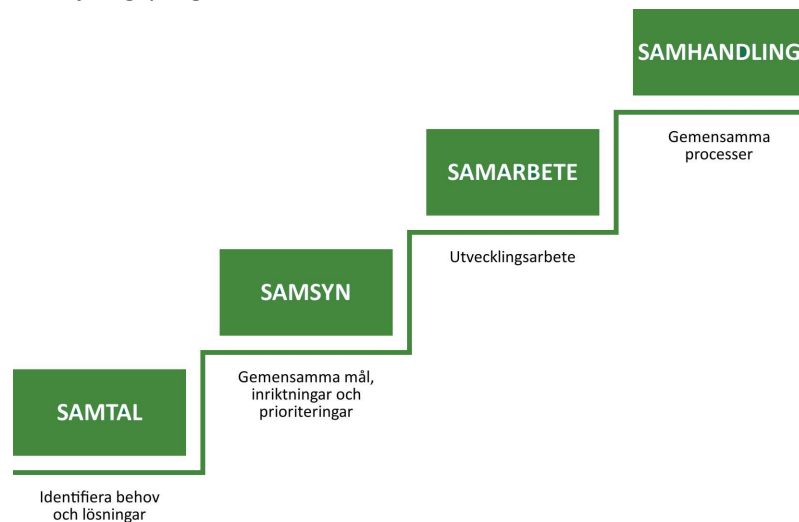 SAMHANDLING
Gemensamma
processer
SAMARBETE
Utvecklingsarbete
SAMSYN
Gemensamma mål,
inriktningar och
prioriteringar
SAMTAL
Identifiera behov
och lösningar